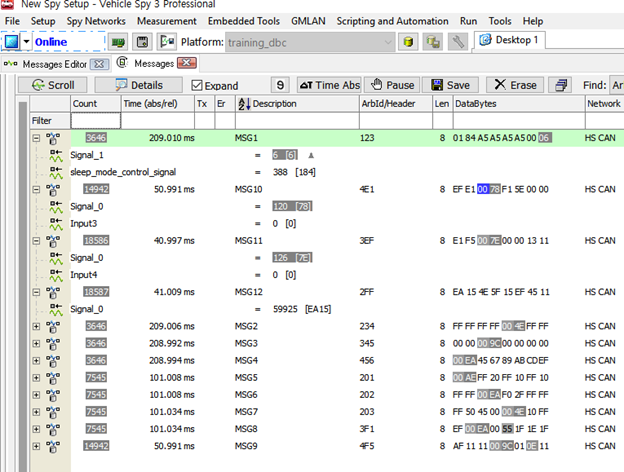 New Spy Setup - Vehicle Spy 3 Professional
File Setup Spy Networks Measurement Embedded Tools GMLAN Scripting and Automation Run Tools Help
Online Platform: training_dbc Desktop 1
Messages Editor Messages
Scroll Details Expand 9 ΔT Time Abs Pause Save Erase Find: Ar
Count Time (abs/rel) Tx Er Description ArbId/Header Len DataBytes Network
Filter
3646 209.010 ms MSG1 123 8 01 84 A5 A5 A5 A5 00 06 HS CAN
Signal_1 = 6 [6]
sleep_mode_control_signal = 388 [184]
14942 50.991 ms MSG10 4E1 8 EF E1 00 78 F1 5E 00 00 HS CAN
Signal_0 = 120 [78]
Input3 = 0 [0]
18586 40.997 ms MSG11 3EF 8 E1 F5 00 7E 00 00 13 11 HS CAN
Signal_0 = 126 [7E]
Input4 = 0 [0]
18587 41.009 ms MSG12 2FF 8 EA 15 4E 5F 15 EF 45 11 HS CAN
Signal_0 = 59925 [EA15]
3646 209.006 ms MSG2 234 8 FF FF FF FF 00 4E FF FF HS CAN
3646 208.992 ms MSG3 345 8 00 00 00 9C 00 00 00 00 HS CAN
3646 208.994 ms MSG4 456 8 00 EA 45 67 89 AB CD EF HS CAN
7545 101.008 ms MSG5 201 8 00 AE FF 20 FF 10 FF 10 HS CAN
7545 101.008 ms MSG6 202 8 FF FF 00 EA F0 2F FF FF HS CAN
7545 101.034 ms MSG7 203 8 FF 50 45 00 00 4E 10 FF HS CAN
7545 101.034 ms MSG8 3F1 8 EF 00 EA 00 55 1F 1E 1F HS CAN
14942 50.991 ms MSG9 4F5 8 AF 11 11 00 9C 01 0E 11 HS CAN